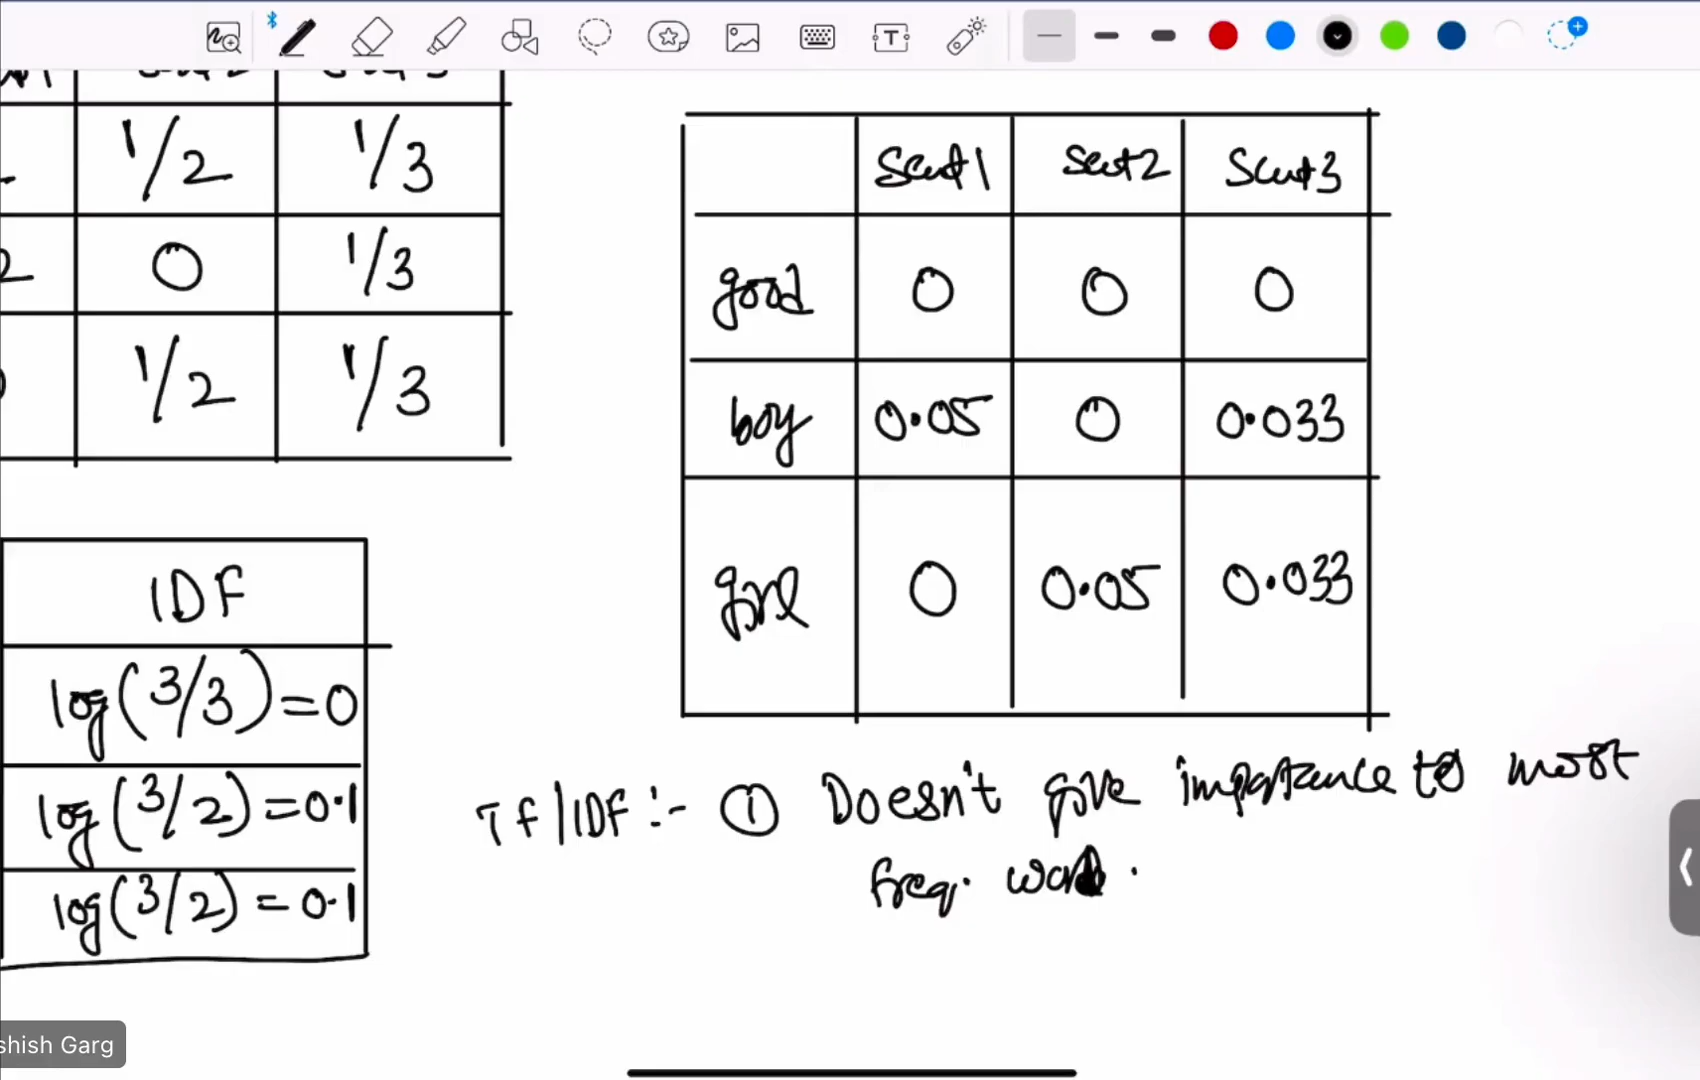 1/2 1/3
0 1/3
1/2 1/3
IDF
log(3/3)=0
log(3/2)=0.1
log(3/2)=0.1
Sent1 Sent2 Sent3
good 0 0 0
boy 0.05 0 0.033
girl 0 0.05 0.033
TF/IDF :- ① Doesn't give importance to most
freq. word.
shish Garg